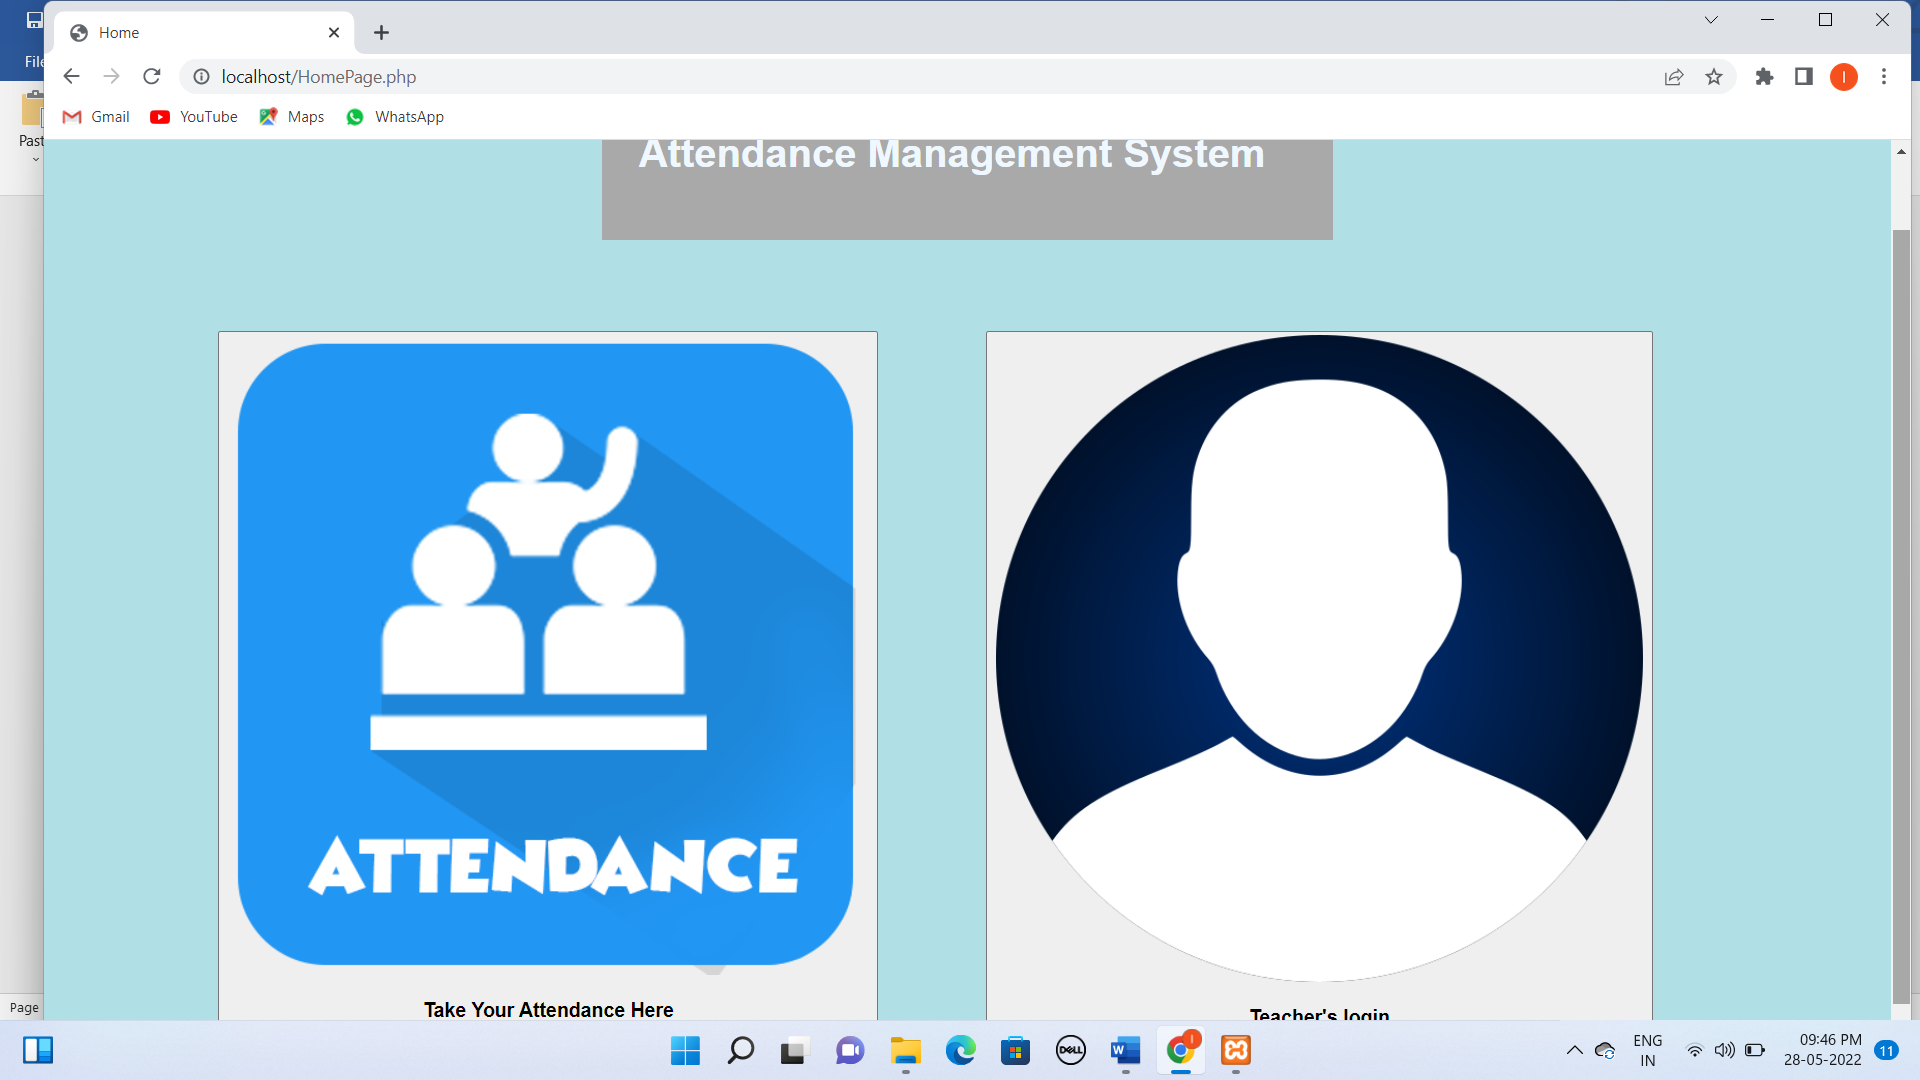 Home
File
localhost/HomePage.php
Gmail
YouTube
Maps
WhatsApp
Past
Attendance Management System
ATTENDANCE
Take Your Attendance Here
Teacher's login
Page
DELL
W
I
I
ENG
IN
09:46 PM
28-05-2022
11